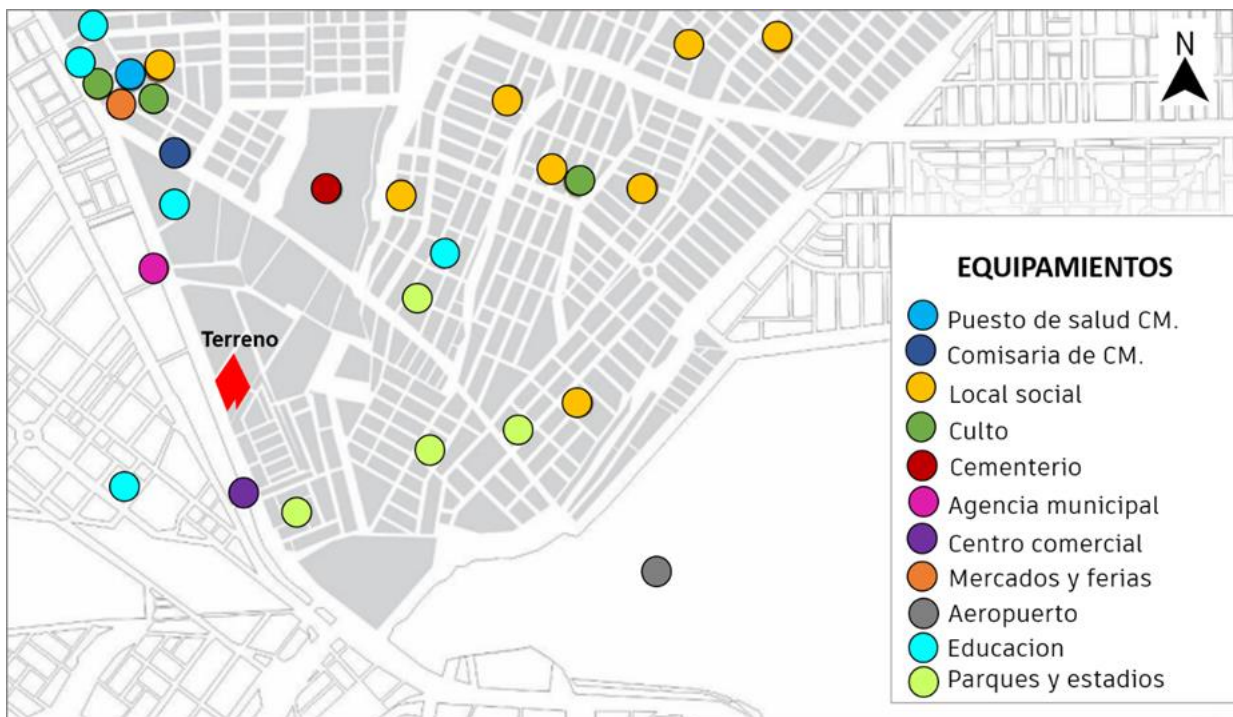 N
Terreno
EQUIPAMIENTOS
Puesto de salud CM.
Comisaria de CM.
Local social
Culto
Cementerio
Agencia municipal
Centro comercial
Mercados y ferias
Aeropuerto
Educacion
Parques y estadios